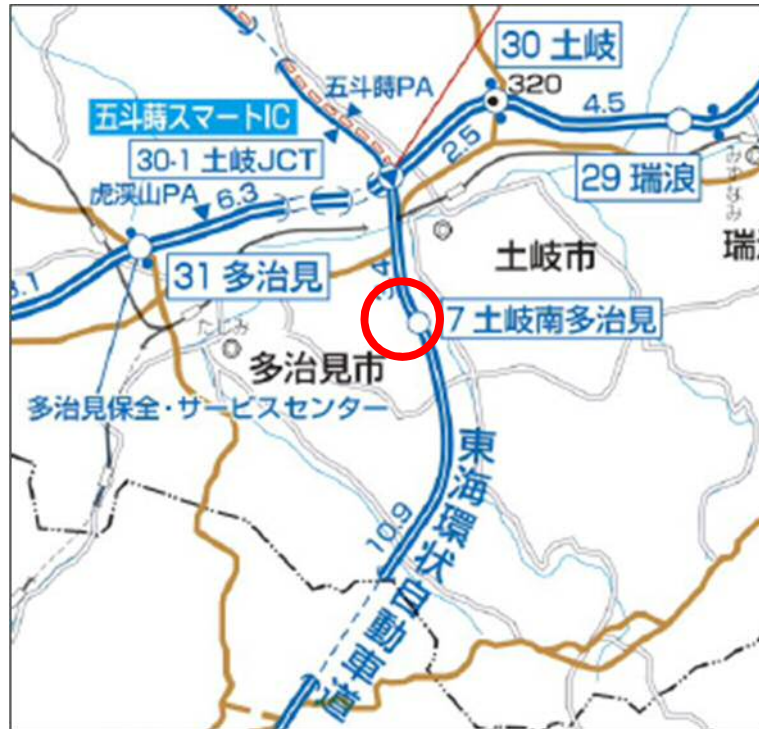 30 土岐
320
五斗蒔PA
4.5
五斗蒔スマートIC
2.5
30-1 土岐JCT
29 瑞浪
みずなみ
虎渓山PA
6.3
土岐市
31 多治見
7 土岐南多治見
たじみ
多治見市
多治見保全・サービスセンター
東海環状自動車道
10.9